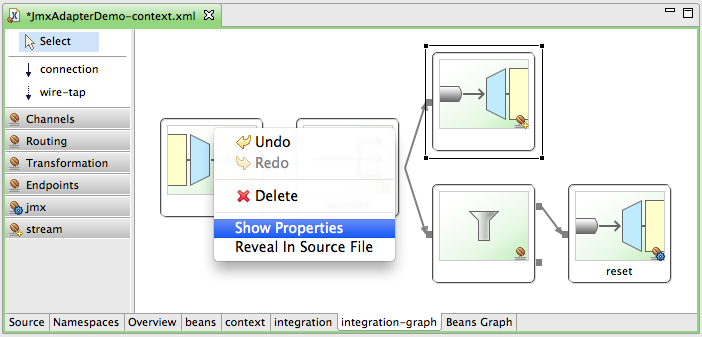 *JmxAdapterDemo-context.xml
Select
connection
wire-tap
Channels
Routing
Transformation
Endpoints
jmx
stream
Undo
Redo
Delete
Show Properties
Reveal In Source File
reset
Source Namespaces Overview beans context integration integration-graph Beans Graph